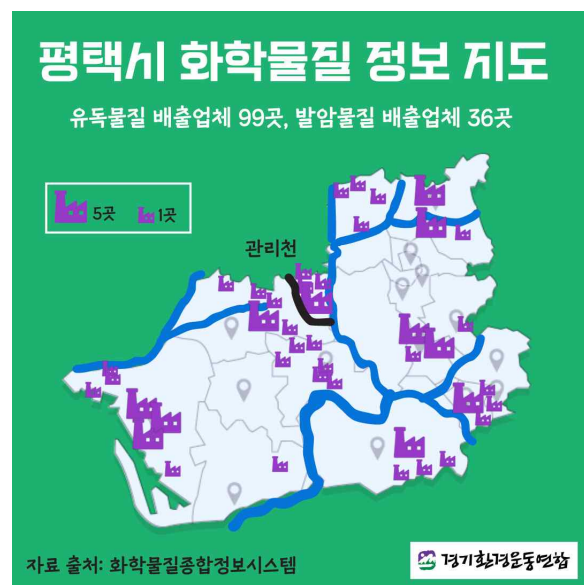 평택시 화학물질 정보 지도
유독물질 배출업체 99곳, 발암물질 배출업체 36곳
5곳 1곳
관리천
자료 출처: 화학물질종합정보시스템
경기환경운동연합